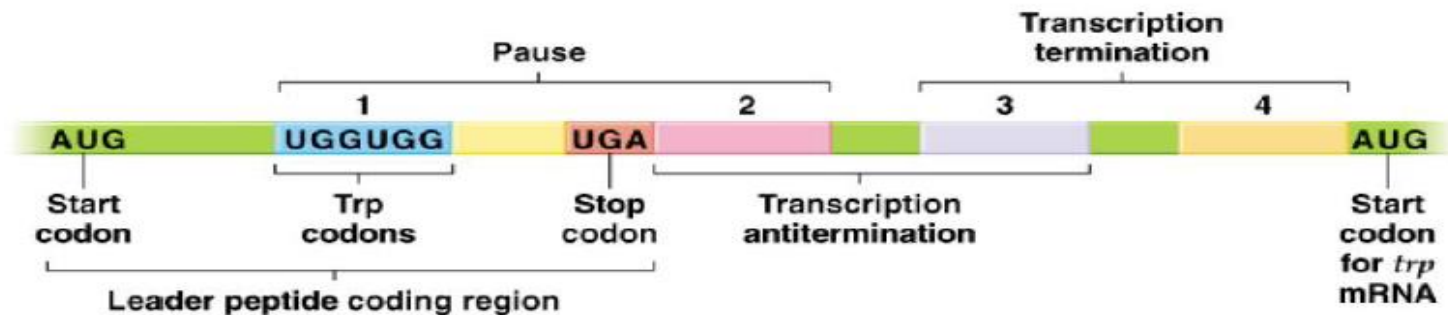 Transcription
termination
Pause
1
2
3
4
AUG
UGGUGG
UGA
AUG
Start
codon
Trp
codons
Stop
codon
Transcription
antitermination
Start
codon
for trp
mRNA
Leader peptide coding region